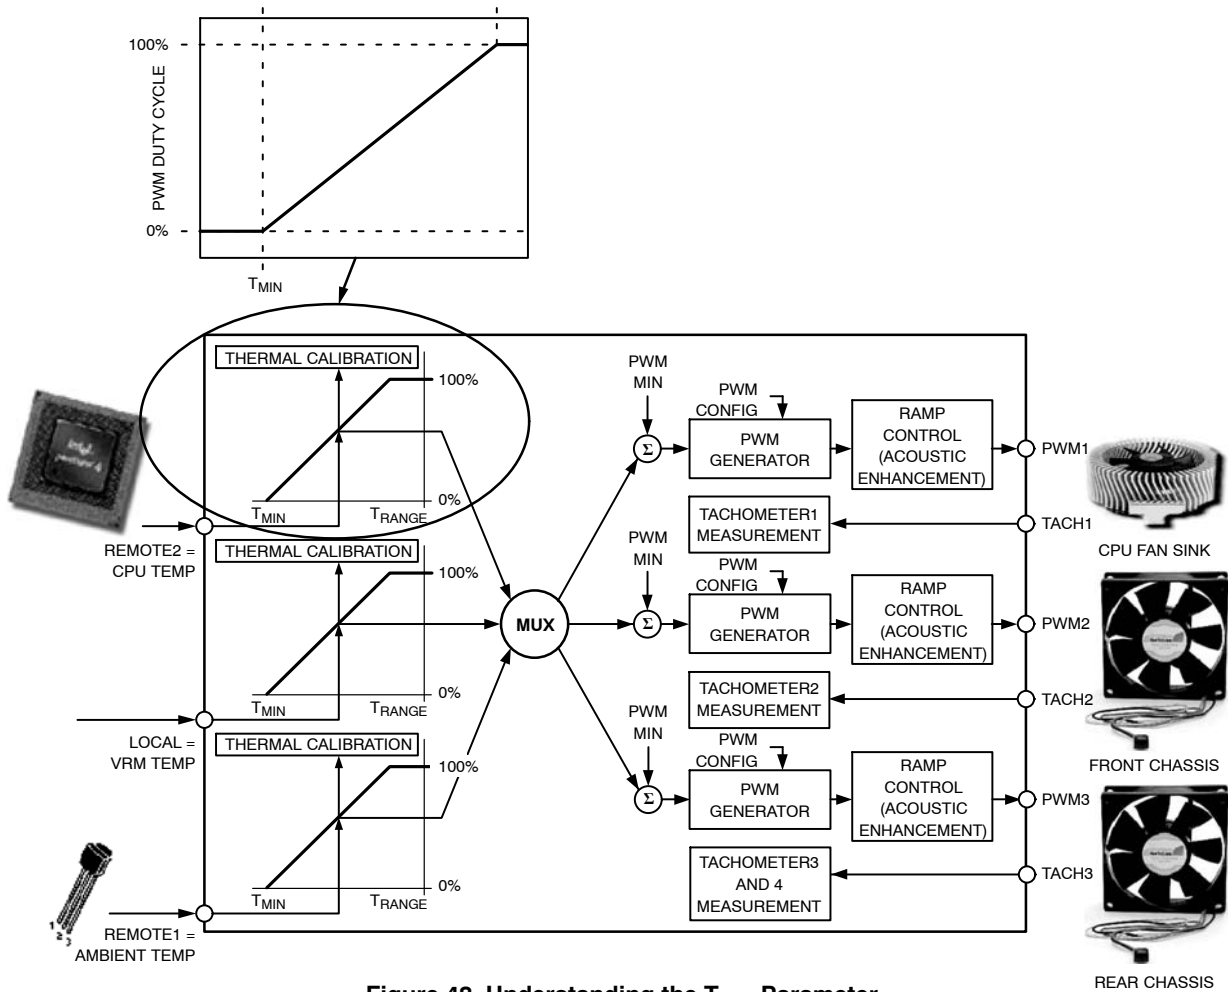 100%
PWM DUTY CYCLE
0%
TMIN
THERMAL CALIBRATION
100%
0%
TMIN
TRANGE
REMOTE2 =
CPU TEMP
THERMAL CALIBRATION
100%
0%
TMIN
TRANGE
LOCAL =
VRM TEMP
THERMAL CALIBRATION
100%
0%
TMIN
TRANGE
1
2
3
REMOTE1 =
AMBIENT TEMP
MUX
PWM
MIN
Σ
PWM
CONFIG
PWM
GENERATOR
RAMP
CONTROL
(ACOUSTIC
ENHANCEMENT)
PWM1
TACHOMETER1
MEASUREMENT
TACH1
CPU FAN SINK
PWM
MIN
Σ
PWM
CONFIG
PWM
GENERATOR
RAMP
CONTROL
(ACOUSTIC
ENHANCEMENT)
PWM2
TACHOMETER2
MEASUREMENT
TACH2
FRONT CHASSIS
PWM
MIN
Σ
PWM
CONFIG
PWM
GENERATOR
RAMP
CONTROL
(ACOUSTIC
ENHANCEMENT)
PWM3
TACHOMETER3
AND 4
MEASUREMENT
TACH3
REAR CHASSIS
Figure 48. Understanding the T Parameter